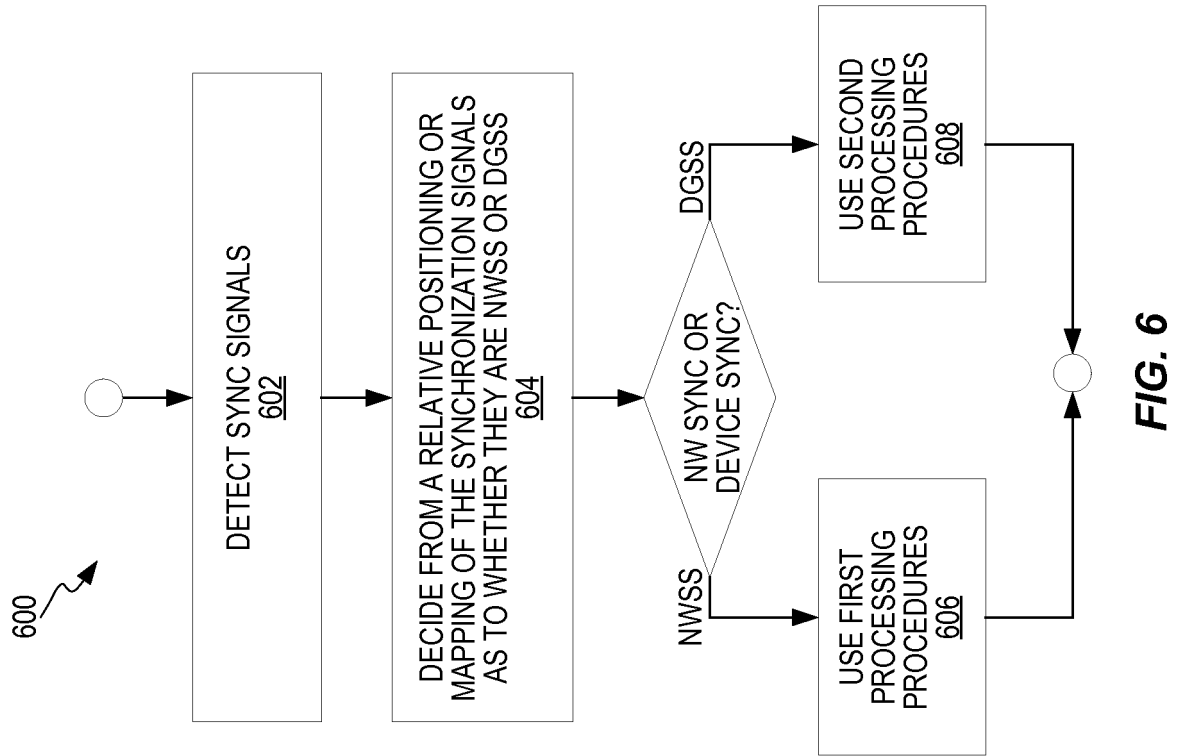 600
DETECT SYNC SIGNALS
602
DECIDE FROM A RELATIVE POSITIONING OR
MAPPING OF THE SYNCHRONIZATION SIGNALS
AS TO WHETHER THEY ARE NWSS OR DGSS
604
NW SYNC OR
DEVICE SYNC?
NWSS
DGSS
USE FIRST
PROCESSING
PROCEDURES
606
USE SECOND
PROCESSING
PROCEDURES
608
FIG. 6